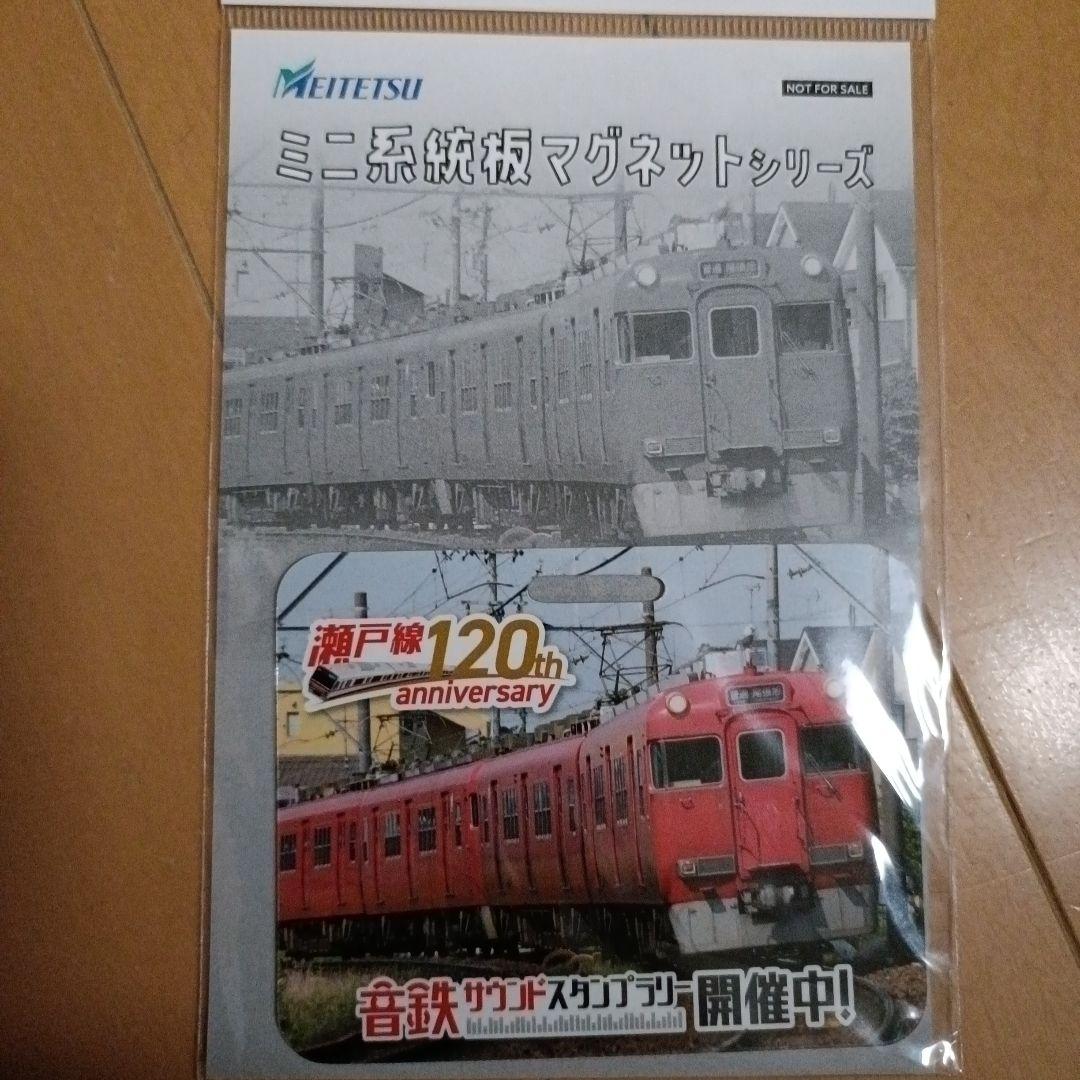 MEITETSU
NOT FOR SALE
ミニ系統板マグネットシリーズ
瀬戸線120th
anniversary
音鉄サウンドスタンプラリー開催中!